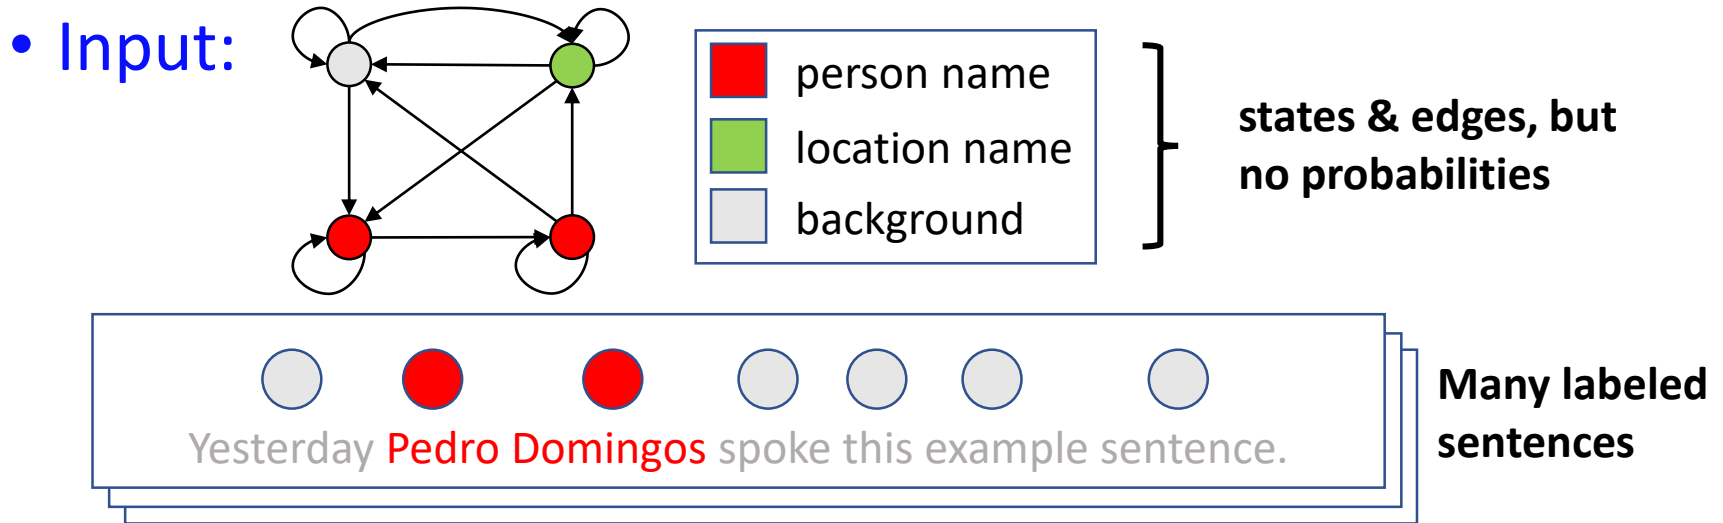 • Input:
person name
location name
background
states & edges, but
no probabilities
Yesterday Pedro Domingos spoke this example sentence.
Many labeled
sentences